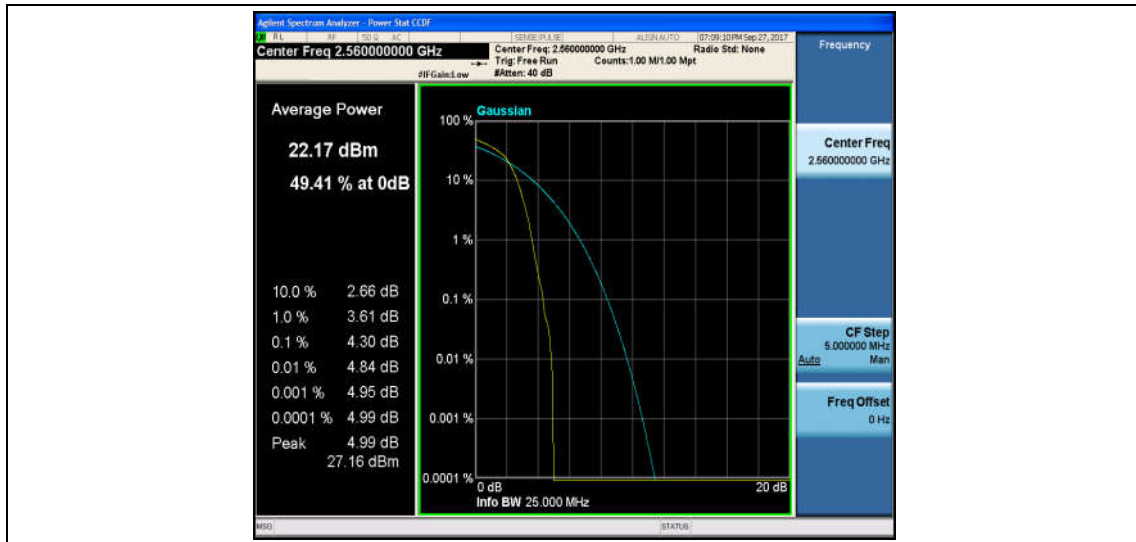 Agilent Spectrum Analyzer - Power Stat CCDF
RL RF 50 Ω AC SENSE:PULSE ALIGN AUTO 07:09:10 PM Sep 27, 2017
Center Freq 2.560000000 GHz
Center Freq: 2.560000000 GHz Radio Std: None
Trig: Free Run Counts:1.00 M/1.00 Mpt
#IFGain:Low #Atten: 40 dB
Frequency
Average Power
22.17 dBm
49.41 % at 0dB
10.0 % 2.66 dB
1.0 % 3.61 dB
0.1 % 4.30 dB
0.01 % 4.84 dB
0.001 % 4.95 dB
0.0001 % 4.99 dB
Peak 4.99 dB
27.16 dBm
Gaussian
100 %
10 %
1 %
0.1 %
0.01 %
0.001 %
0.0001 %
0 dB 20 dB
Info BW 25.000 MHz
Center Freq
2.560000000 GHz
CF Step
5.000000 MHz
Auto Man
Freq Offset
0 Hz
MSG STATUS